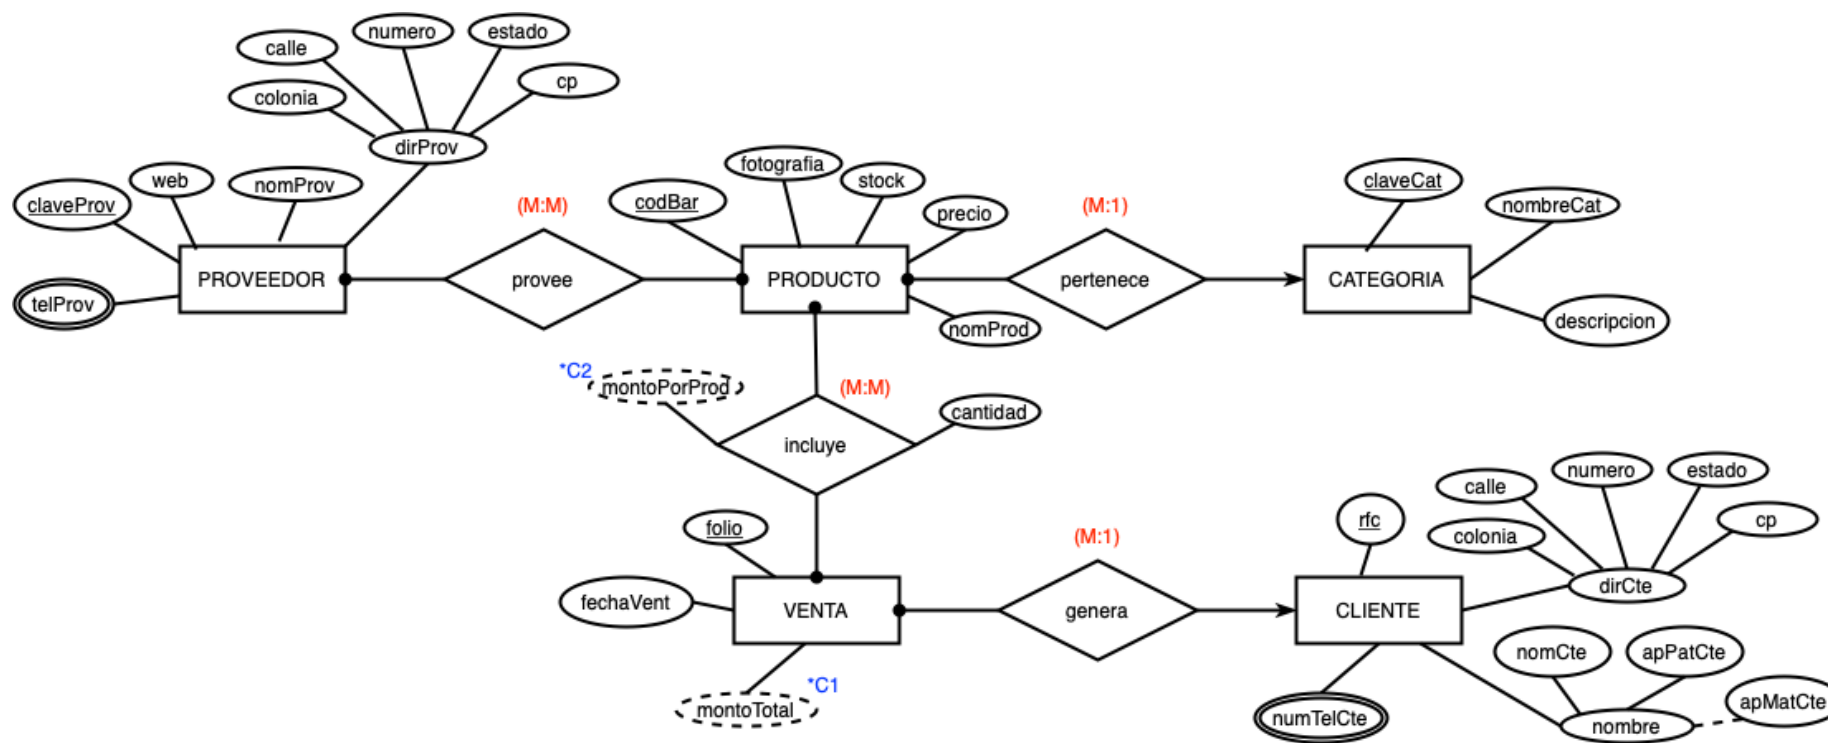 numero
estado
calle
cp
colonia
dirProv
fotografia
web
nomProv
stock
claveCat
claveProv
(M:M)
codBar
precio
(M:1)
nombreCat
PROVEEDOR
provee
PRODUCTO
pertenece
CATEGORIA
telProv
nomProd
descripcion
*C2
montoPorProd
(M:M)
cantidad
incluye
numero
estado
calle
rfc
cp
folio
(M:1)
colonia
dirCte
fechaVent
VENTA
genera
CLIENTE
nomCte
apPatCte
*C1
apMatCte
montoTotal
numTelCte
nombre